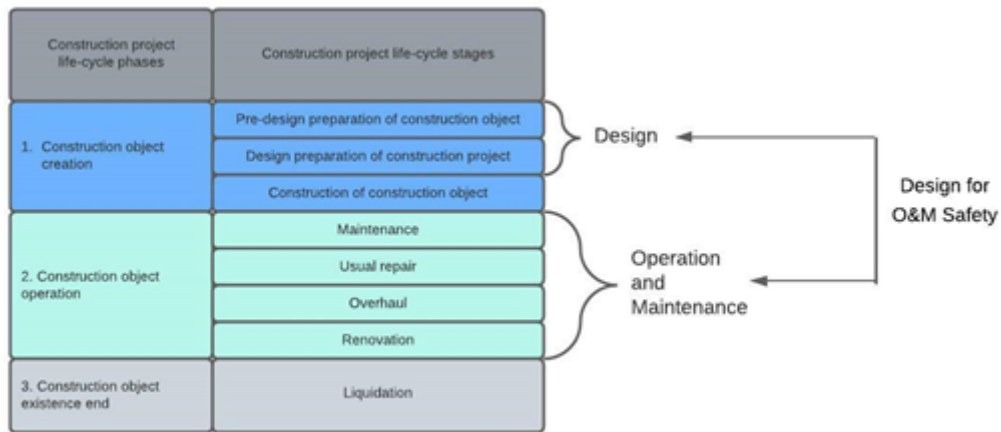 Construction project
life-cycle phases
Construction project life-cycle stages
1. Construction object
creation
Pre-design preparation of construction object
Design preparation of construction project
Construction of construction object
Design
2. Construction object
operation
Maintenance
Usual repair
Overhaul
Renovation
Operation
and
Maintenance
Design for
O&M Safety
3. Construction object
existence end
Liquidation